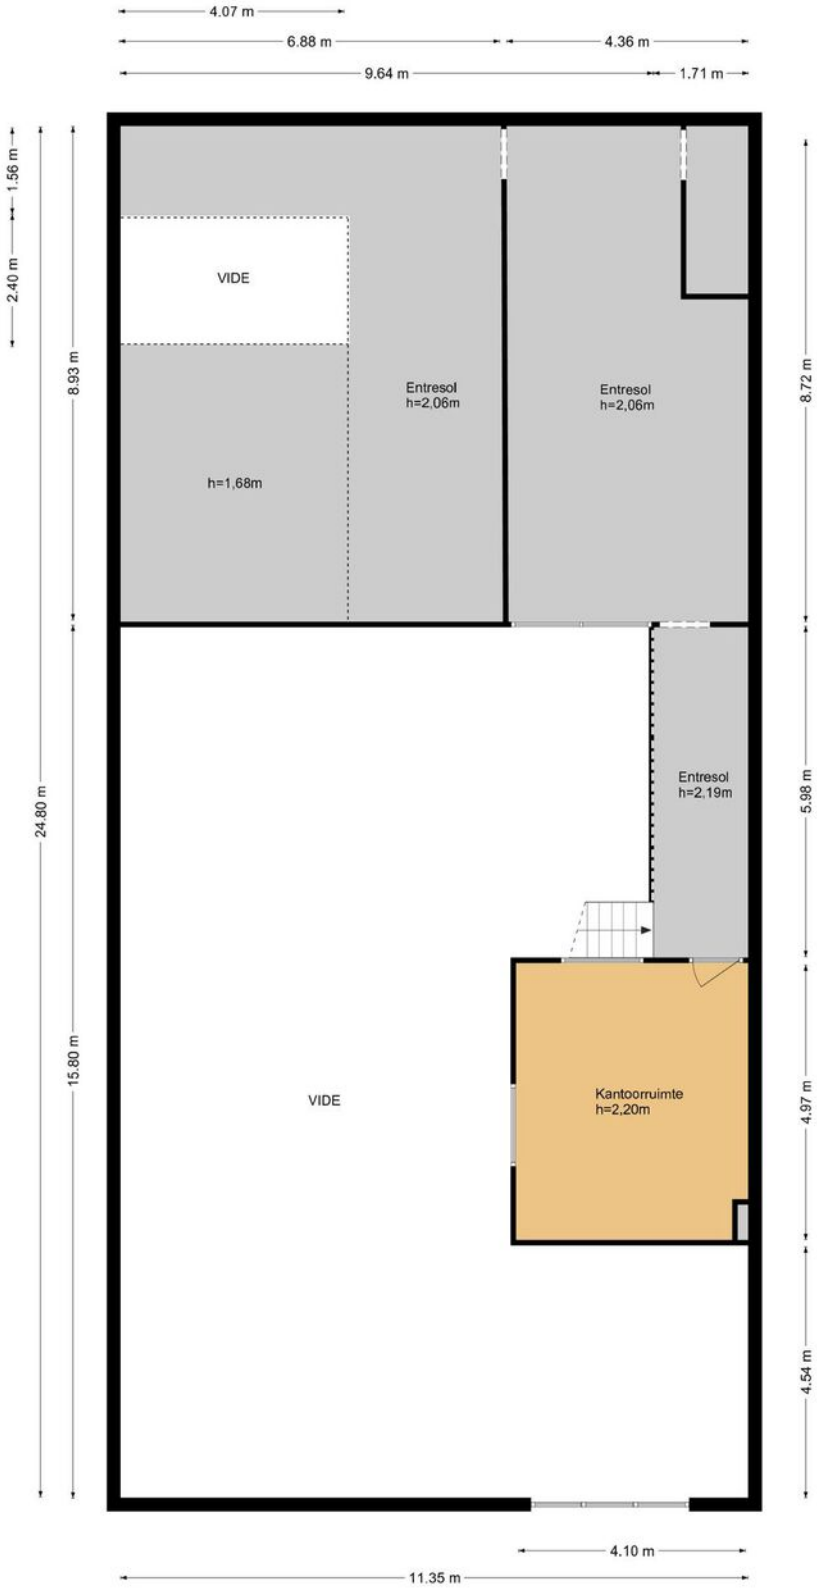 4.07 m
6.88 m
4.36 m
9.64 m
1.71 m
1.56 m
2.40 m
8.93 m
24.80 m
15.80 m
VIDE
Entresol
h=2,06m
Entresol
h=2,06m
h=1,68m
8.72 m
Entresol
h=2,19m
5.98 m
VIDE
Kantoorruimte
h=2,20m
4.97 m
4.54 m
4.10 m
11.35 m